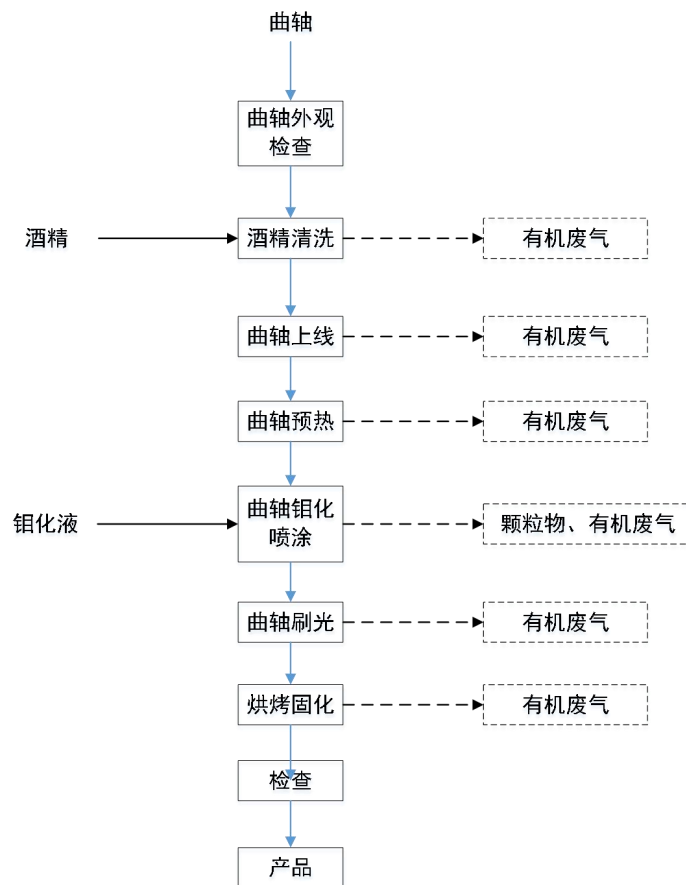 曲轴
曲轴外观
检查
酒精
酒精清洗
有机废气
曲轴上线
有机废气
曲轴预热
有机废气
钼化液
曲轴钼化
喷涂
颗粒物、有机废气
曲轴刷光
有机废气
烘烤固化
有机废气
检查
产品